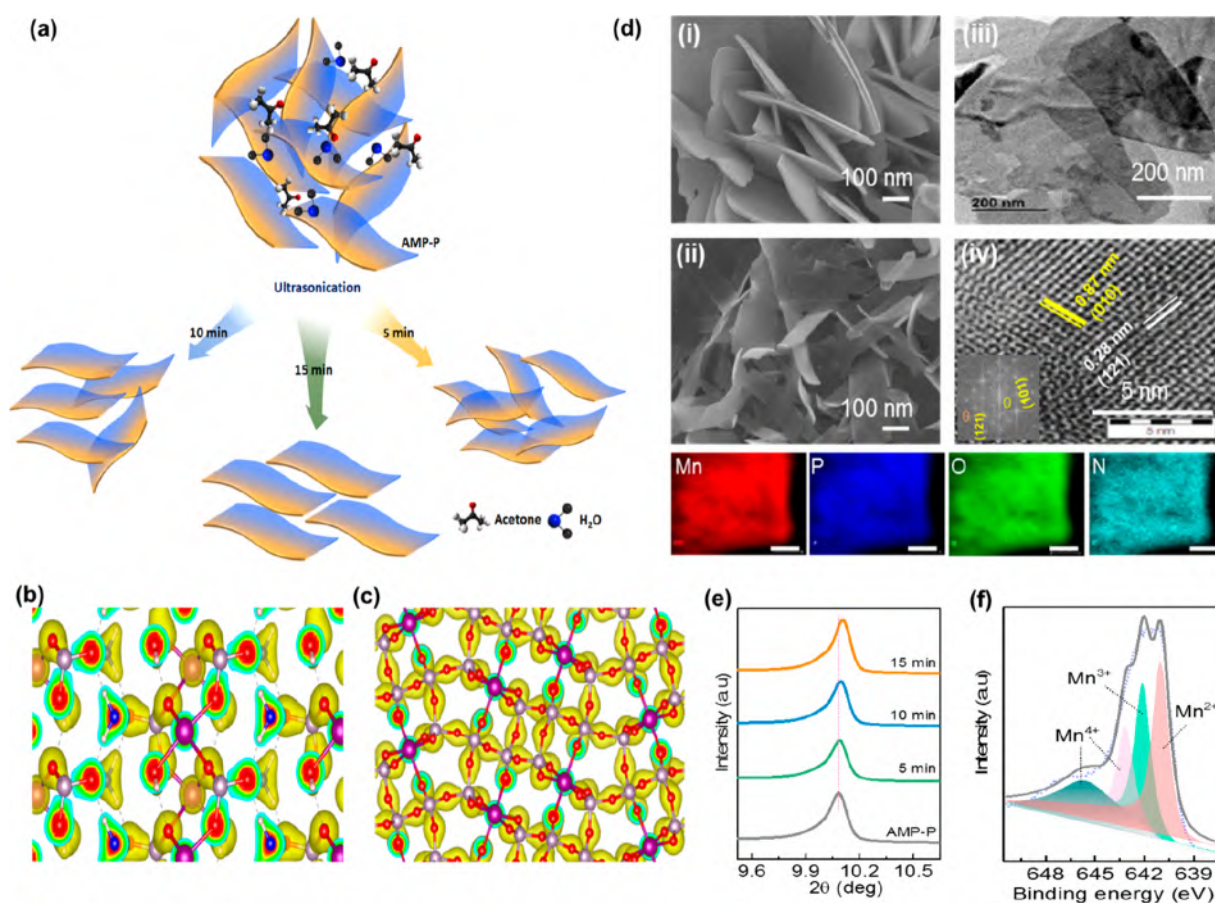 (a)
AMP-P
Ultrasonication
10 min
5 min
15 min
Acetone
H₂O
(d)
(i)
100 nm
(iii)
200 nm
200 nm
(ii)
100 nm
(iv)
0.87 nm
(010)
0.28 nm
(121)
5 nm
5 nm
(121)
(101)
Mn
P
O
N
(b)
(c)
(e)
Intensity (a.u)
15 min
10 min
5 min
AMP-P
9.6 9.9 10.2 10.5
2θ (deg)
(f)
Intensity (a.u)
Mn³⁺
Mn⁴⁺
Mn²⁺
648 645 642 639
Binding energy (eV)